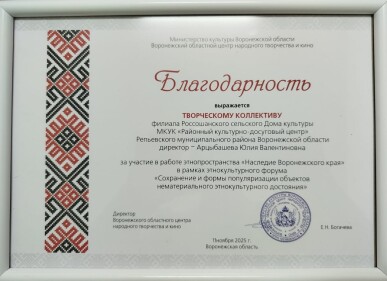 Министерство культуры Воронежской области
Воронежский областной центр народного творчества и кино
Благодарность
выражается
ТВОРЧЕСКОМУ КОЛЛЕКТИВУ
филиала Россошанского сельского Дома культуры
МКУК «Районный культурно-досуговый центр»
Репьевского муниципального района Воронежской области
директор – Арцыбашева Юлия Валентиновна
за участие в работе этнопространства «Наследие Воронежского края»
в рамках этнокультурного форума
«Сохранение и формы популяризации объектов
нематериального этнокультурного достояния»
Директор
Воронежского областного центра
народного творчества и кино
ноября 2025 г.
Воронежская область